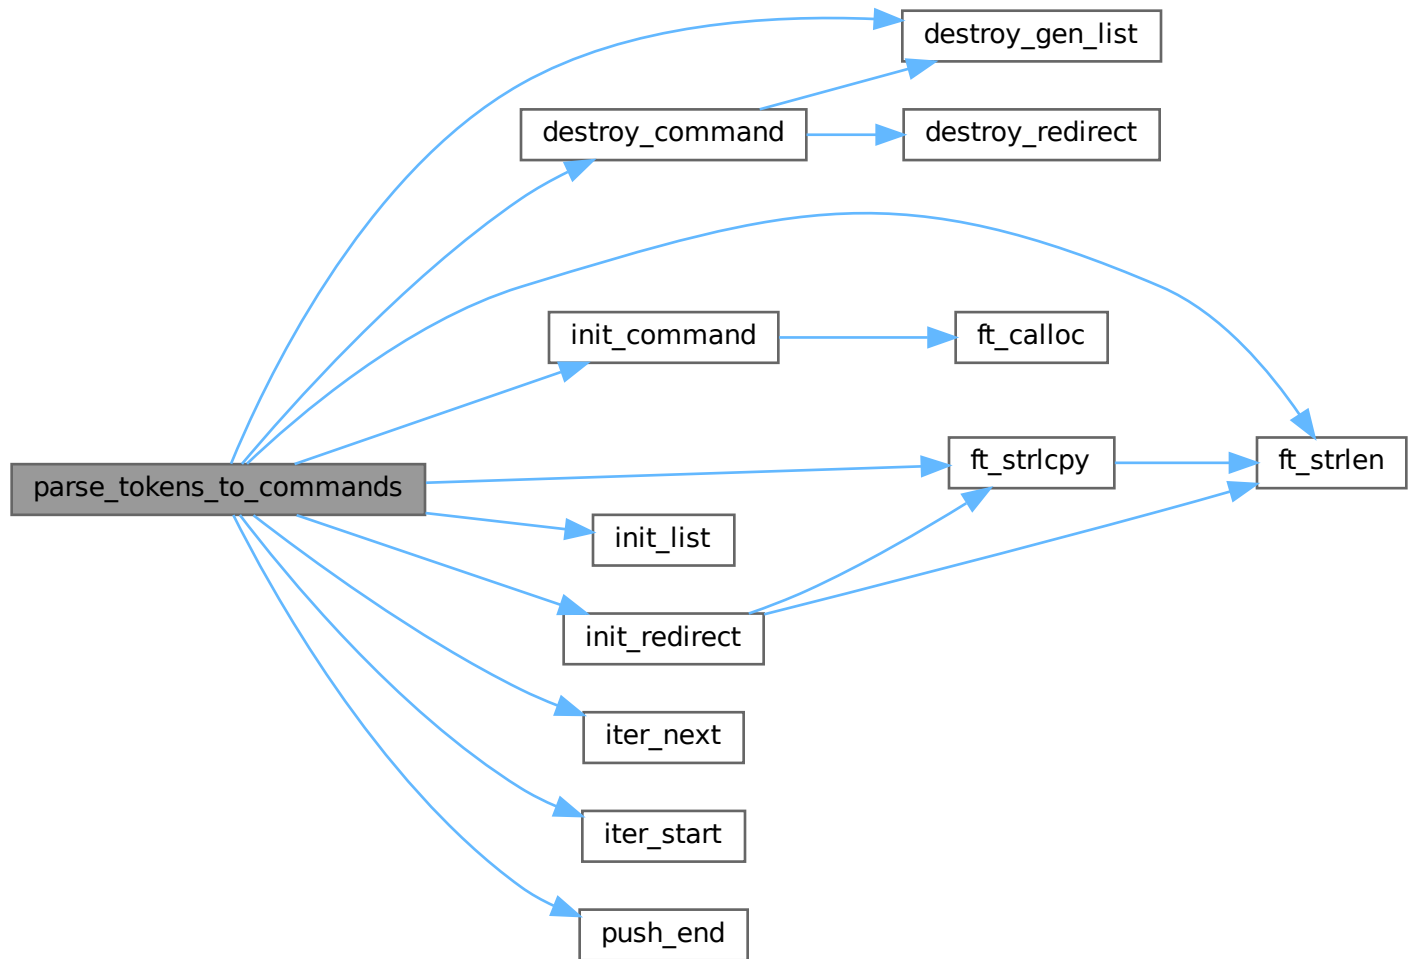 destroy_gen_list
destroy_command
destroy_redirect
init_command
ft_calloc
ft_strlcpy
ft_strlen
parse_tokens_to_commands
init_list
init_redirect
iter_next
iter_start
push_end